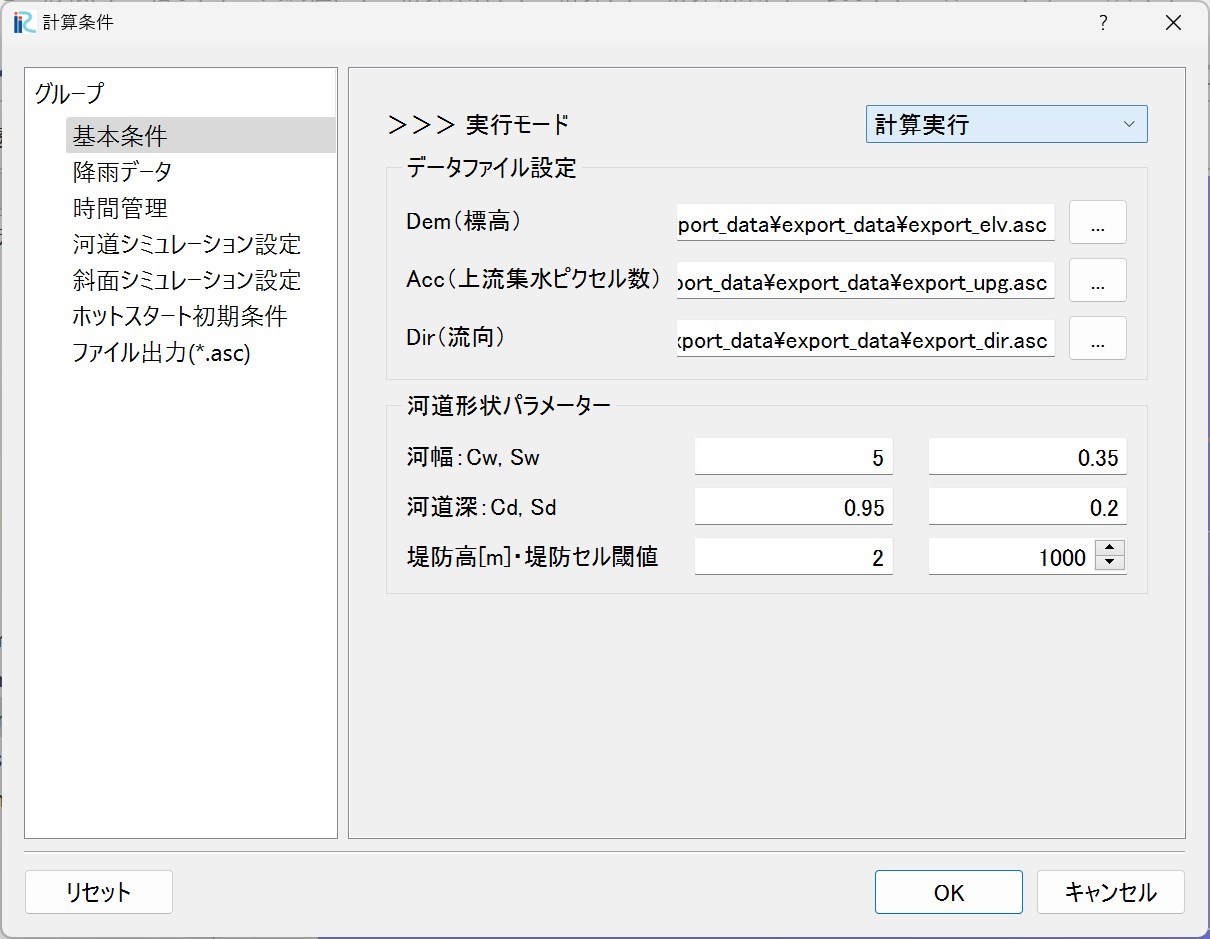 計算条件
グループ
基本条件
降雨データ
時間管理
河道シミュレーション設定
斜面シミュレーション設定
ホットスタート初期条件
ファイル出力(*.asc)
>>> 実行モード 計算実行
データファイル設定
Dem（標高） port_data¥export_data¥export_elv.asc ...
Acc（上流集水ピクセル数） port_data¥export_data¥export_upg.asc ...
Dir（流向） xport_data¥export_data¥export_dir.asc ...
河道形状パラメーター
河幅：Cw, Sw 5 0.35
河道深：Cd, Sd 0.95 0.2
堤防高[m]・堤防セル閾値 2 1000
リセット OK キャンセル